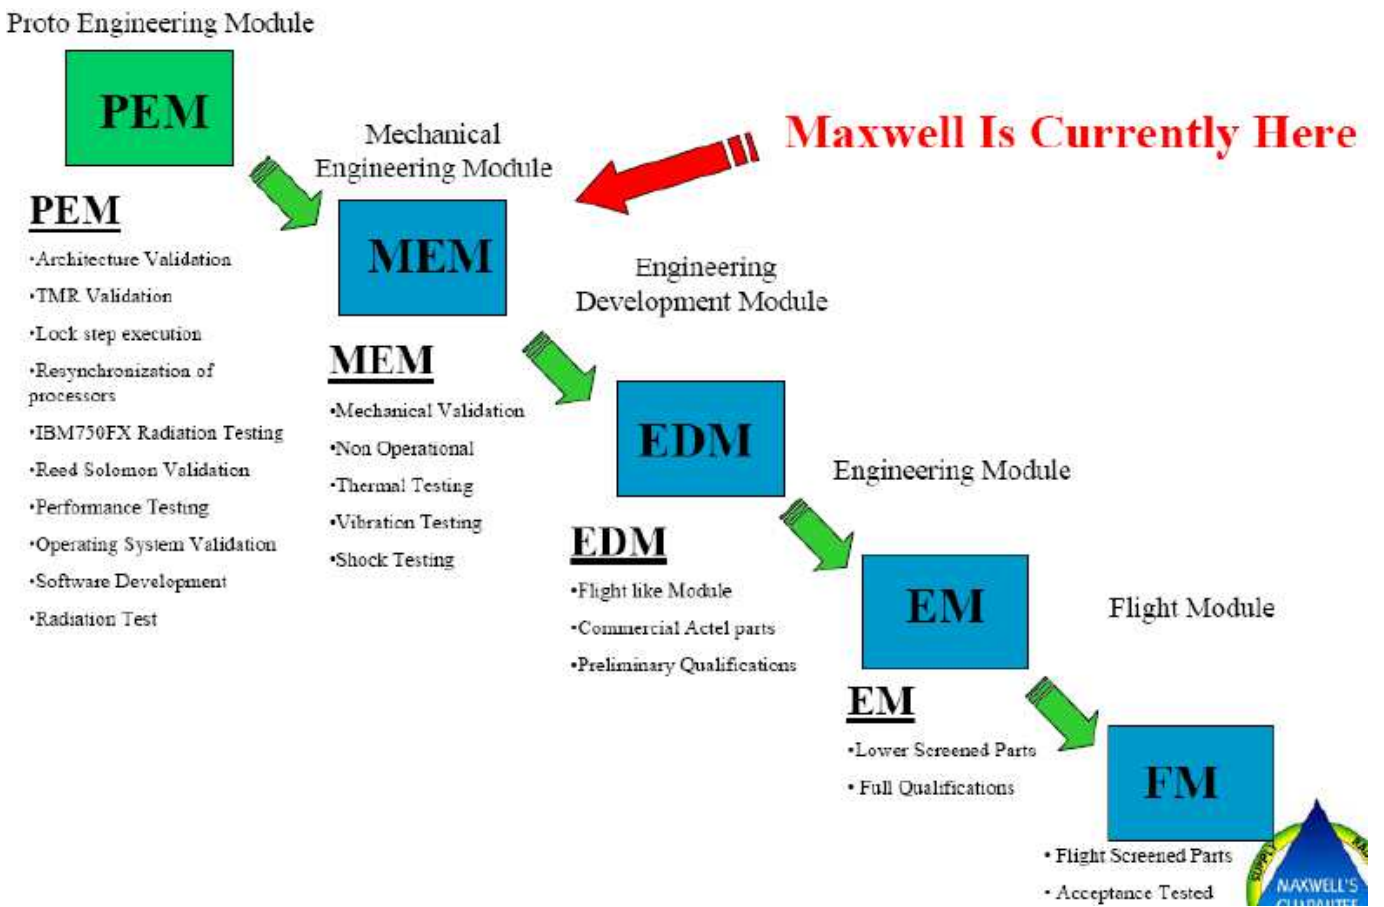 Proto Engineering Module
PEM
Mechanical
Engineering Module
Maxwell Is Currently Here
PEM
•Architecture Validation
•TMR Validation
•Lock step execution
•Resynchronization of
processors
•IBM750FX Radiation Testing
•Reed Solomon Validation
•Performance Testing
•Operating System Validation
•Software Development
•Radiation Test
MEM
MEM
•Mechanical Validation
•Non Operational
•Thermal Testing
•Vibration Testing
•Shock Testing
Engineering
Development Module
EDM
EDM
•Flight like Module
•Commercial Actel parts
•Preliminary Qualifications
Engineering Module
EM
EM
•Lower Screened Parts
• Full Qualifications
Flight Module
FM
• Flight Screened Parts
• Acceptance Tested
SUPPLY
MAXWELL'S